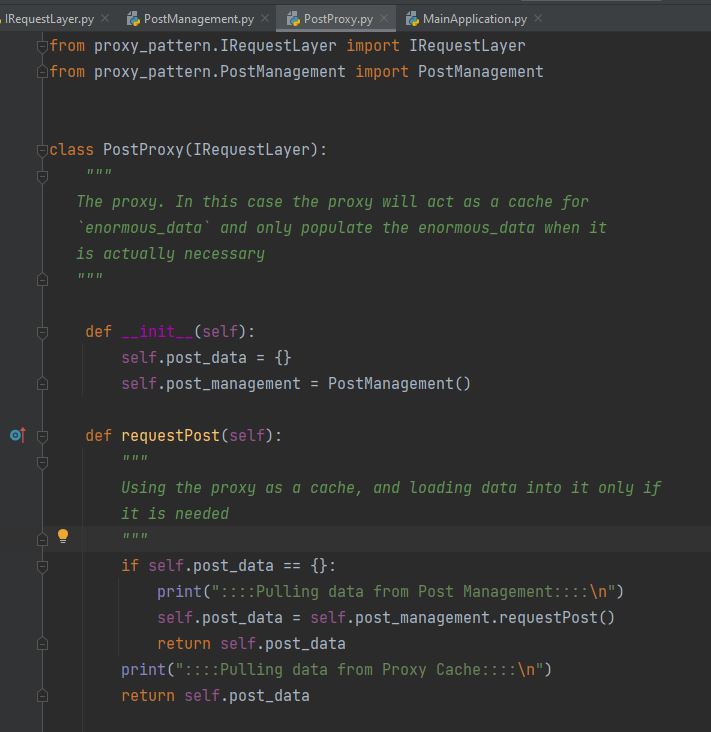 IRequestLayer.py PostManagement.py PostProxy.py MainApplication.py
from proxy_pattern.IRequestLayer import IRequestLayer
from proxy_pattern.PostManagement import PostManagement
class PostProxy(IRequestLayer):
"""
The proxy. In this case the proxy will act as a cache for
`enormous_data` and only populate the enormous_data when it
is actually necessary
"""
def __init__(self):
self.post_data = {}
self.post_management = PostManagement()
def requestPost(self):
"""
Using the proxy as a cache, and loading data into it only if
it is needed
"""
if self.post_data == {}:
print("::::Pulling data from Post Management::::\n")
self.post_data = self.post_management.requestPost()
return self.post_data
print("::::Pulling data from Proxy Cache::::\n")
return self.post_data